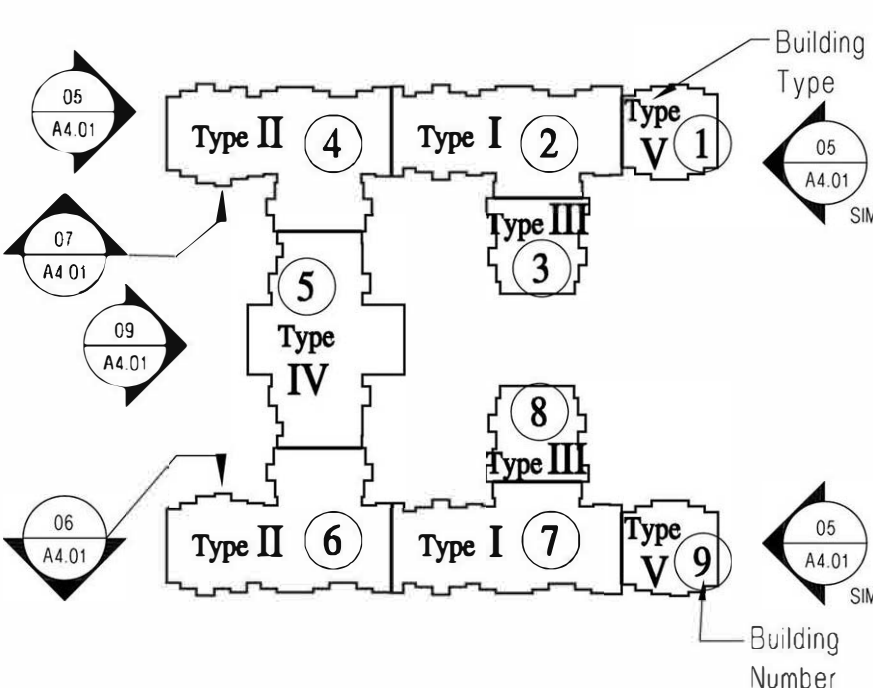 Building
Type
05
A4.01
Type II
4
Type I
2
Type
V
1
05
A4.01
SIM
07
A4 01
Type III
3
5
Type
IV
09
A4.01
8
Type III
06
A4.01
Type II
6
Type I
7
Type
V
9
05
A4.01
SIM
Building
Number